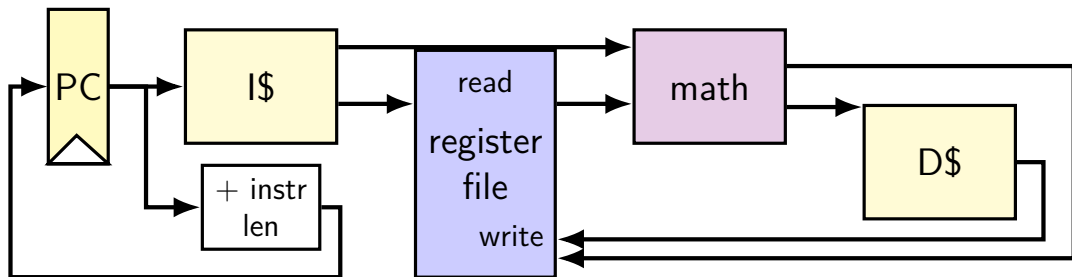 PC
I$
+ instr
len
read
register
file
write
math
D$